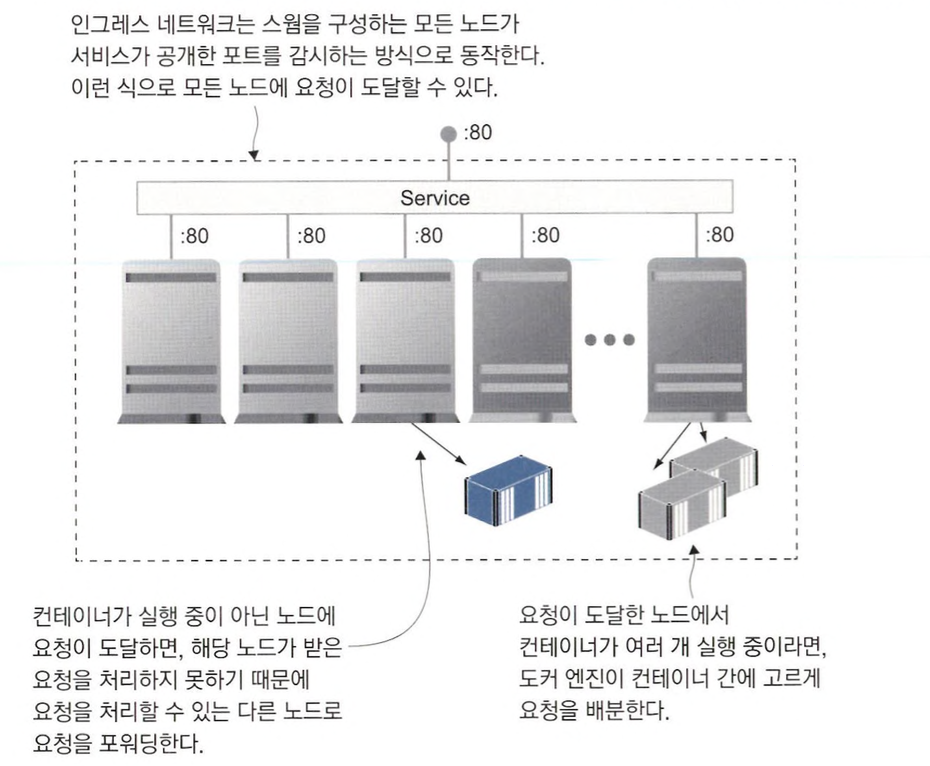 인그레스 네트워크는 스웜을 구성하는 모든 노드가
서비스가 공개한 포트를 감시하는 방식으로 동작한다.
이런 식으로 모든 노드에 요청이 도달할 수 있다.
:80
Service
:80
:80
:80
:80
:80
컨테이너가 실행 중이 아닌 노드에
요청이 도달하면, 해당 노드가 받은
요청을 처리하지 못하기 때문에
요청을 처리할 수 있는 다른 노드로
요청을 포워딩한다.
요청이 도달한 노드에서
컨테이너가 여러 개 실행 중이라면,
도커 엔진이 컨테이너 간에 고르게
요청을 배분한다.